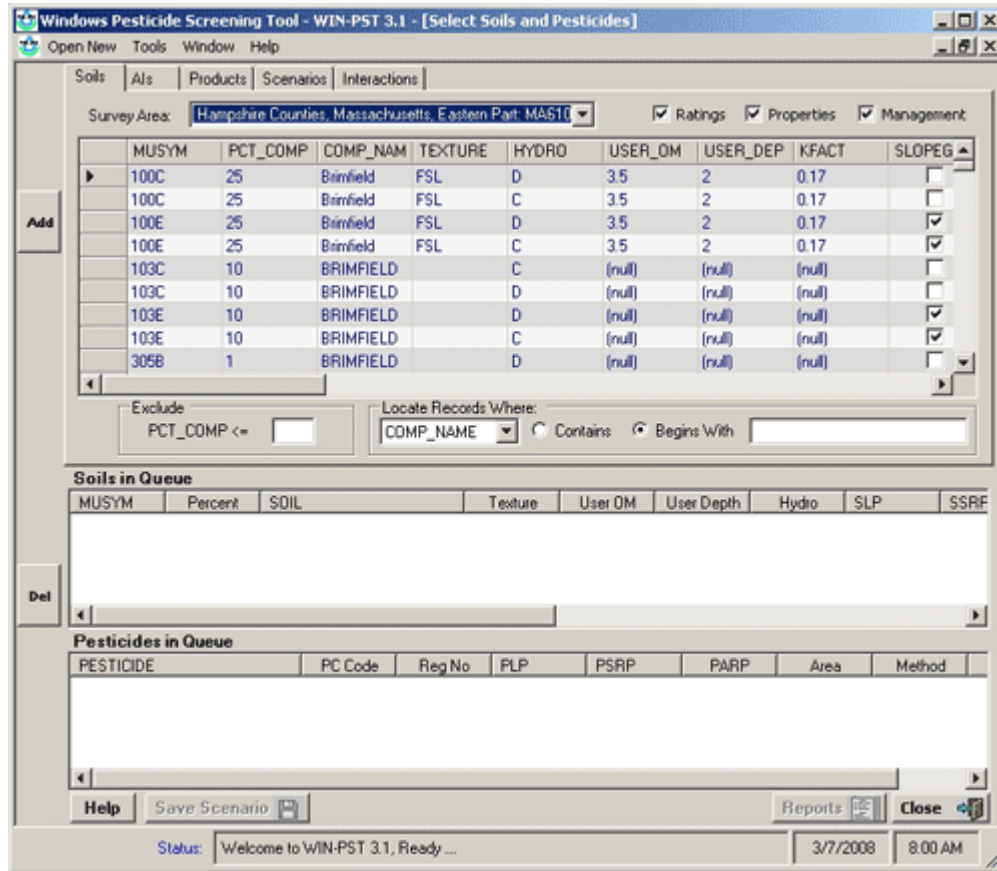 Windows Pesticide Screening Tool - WIN-PST 3.1 - [Select Soils and Pesticides]
Open New Tools Window Help
Soils AIs Products Scenarios Interactions
Survey Area: Hampshire Counties, Massachusetts, Eastern Part: MA610 Ratings Properties Management
MUSYM PCT_COMP COMP_NAM TEXTURE HYDRO USER_OM USER_DEP KFACT SLOPEG
100C 25 Brimfield FSL D 3.5 2 0.17
100C 25 Brimfield FSL C 3.5 2 0.17
100E 25 Brimfield FSL D 3.5 2 0.17
100E 25 Brimfield FSL C 3.5 2 0.17
103C 10 BRIMFIELD C (null) (null) (null)
103C 10 BRIMFIELD D (null) (null) (null)
103E 10 BRIMFIELD D (null) (null) (null)
103E 10 BRIMFIELD C (null) (null) (null)
305B 1 BRIMFIELD D (null) (null) (null)
Add
Exclude
PCT_COMP <=
Locate Records Where:
COMP_NAME Contains Begins With
Soils in Queue
MUSYM Percent SOIL Texture User OM User Depth Hydro SLP SSRP
Del
Pesticides in Queue
PESTICIDE PC Code Reg No PLP PSRP PARP Area Method
Help Save Scenario Reports Close
Status: Welcome to WIN-PST 3.1, Ready ... 3/7/2008 8:00 AM